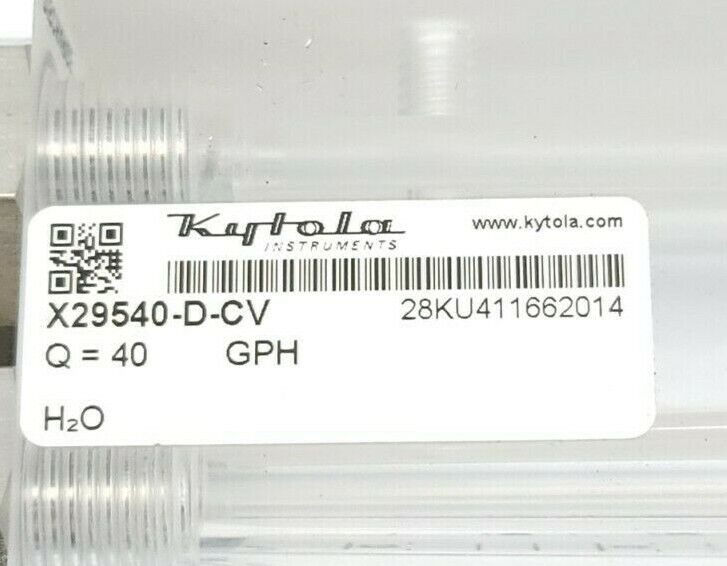 Kytola
INSTRUMENTS
www.kytola.com
X29540-D-CV
28KU411662014
Q = 40 GPH
H₂O